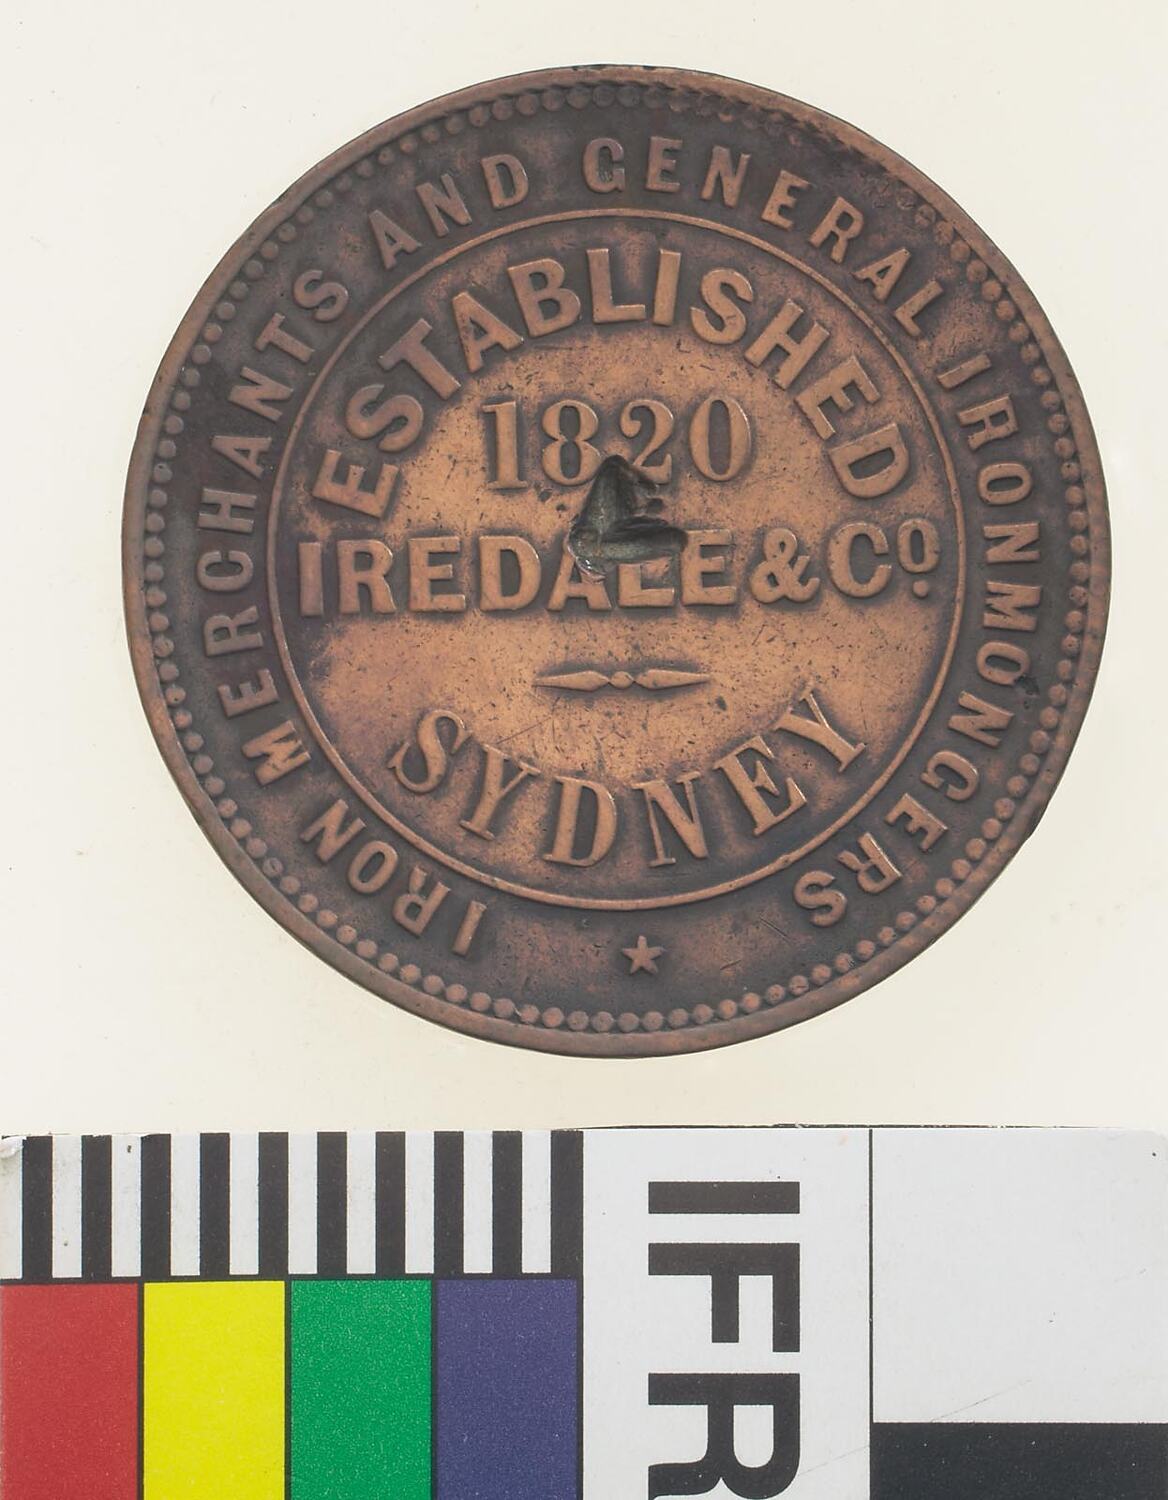 IRON MERCHANTS AND GENERAL IRONMONGERS
ESTABLISHED
1820
IREDALE & Cº.
SYDNEY
IFR